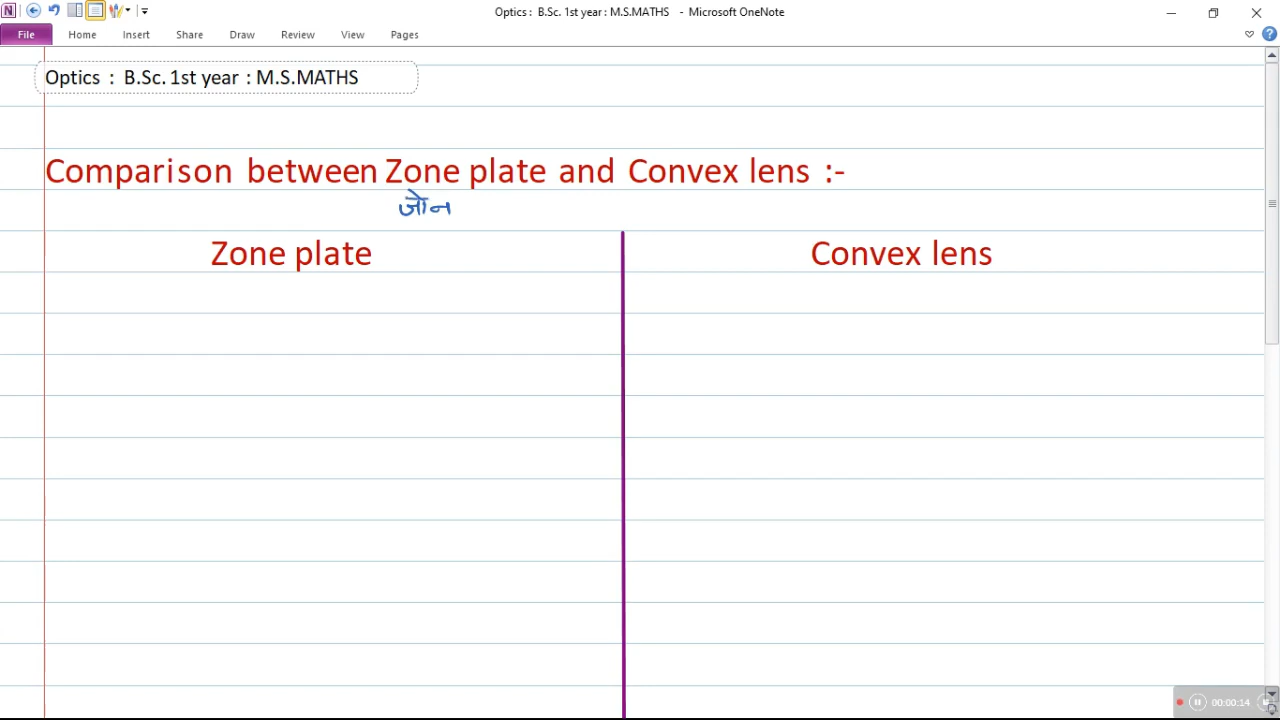 Optics : B.Sc. 1st year : M.S.MATHS - Microsoft OneNote
File Home Insert Share Draw Review View Pages
Optics : B.Sc. 1st year : M.S.MATHS
Comparison between Zone plate and Convex lens :-
जोन
Zone plate Convex lens
00:00:14